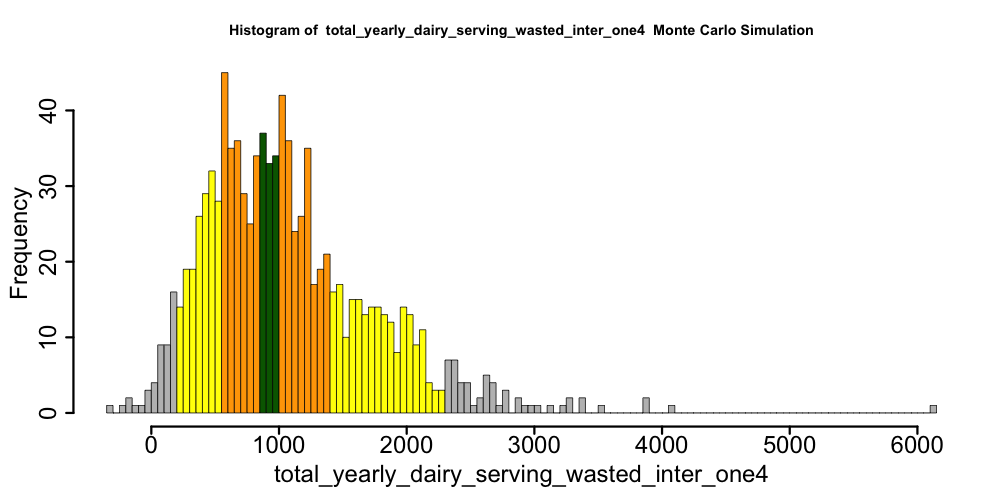 Histogram of  total_yearly_dairy_serving_wasted_inter_one4  Monte Carlo Simulation
40
30
20
10
0
Frequency
0 1000 2000 3000 4000 5000 6000
total_yearly_dairy_serving_wasted_inter_one4